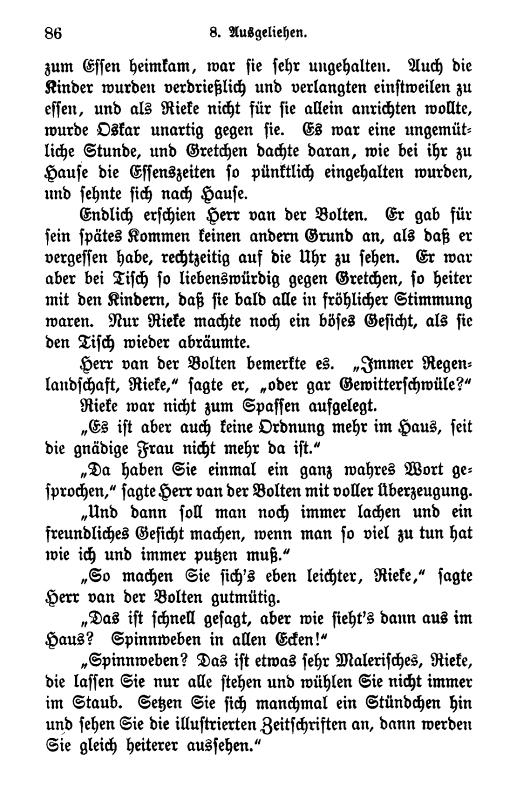 86 8. Ausgeliehen.
zum Essen heimkam, war sie sehr ungehalten. Auch die
Kinder wurden verdrießlich und verlangten einstweilen zu
essen, und als Rieke nicht für sie allein anrichten wollte,
wurde Oskar unartig gegen sie. Es war eine ungemüt-
liche Stunde, und Gretchen dachte daran, wie bei ihr zu
Hause die Essenszeiten so pünktlich eingehalten wurden,
und sehnte sich nach Hause.
Endlich erschien Herr van der Bolten. Er gab für
sein spätes Kommen keinen andern Grund an, als daß er
vergessen habe, rechtzeitig auf die Uhr zu sehen. Er war
aber bei Tisch so liebenswürdig gegen Gretchen, so heiter
mit den Kindern, daß sie bald alle in fröhlicher Stimmung
waren. Nur Rieke machte noch ein böses Gesicht, als sie
den Tisch wieder abräumte.
Herr van der Bolten bemerkte es. „Immer Regen-
landschaft, Rieke,“ sagte er, „oder gar Gewitterschwüle?“
Rieke war nicht zum Spassen aufgelegt.
„Es ist aber auch keine Ordnung mehr im Haus, seit
die gnädige Frau nicht mehr da ist.“
„Da haben Sie einmal ein ganz wahres Wort ge-
sprochen,“ sagte Herr van der Bolten mit voller Überzeugung.
„Und dann soll man noch immer lachen und ein
freundliches Gesicht machen, wenn man so viel zu tun hat
wie ich und immer putzen muß.“
„So machen Sie sich's eben leichter, Rieke,“ sagte
Herr van der Bolten gutmütig.
„Das ist schnell gesagt, aber wie sieht's dann aus im
Haus? Spinnweben in allen Ecken!“
„Spinnweben? Das ist etwas sehr Malerisches, Rieke,
die lassen Sie nur alle stehen und wühlen Sie nicht immer
im Staub. Setzen Sie sich manchmal ein Stündchen hin
und sehen Sie die illustrierten Zeitschriften an, dann werden
Sie gleich heiterer aussehen.“